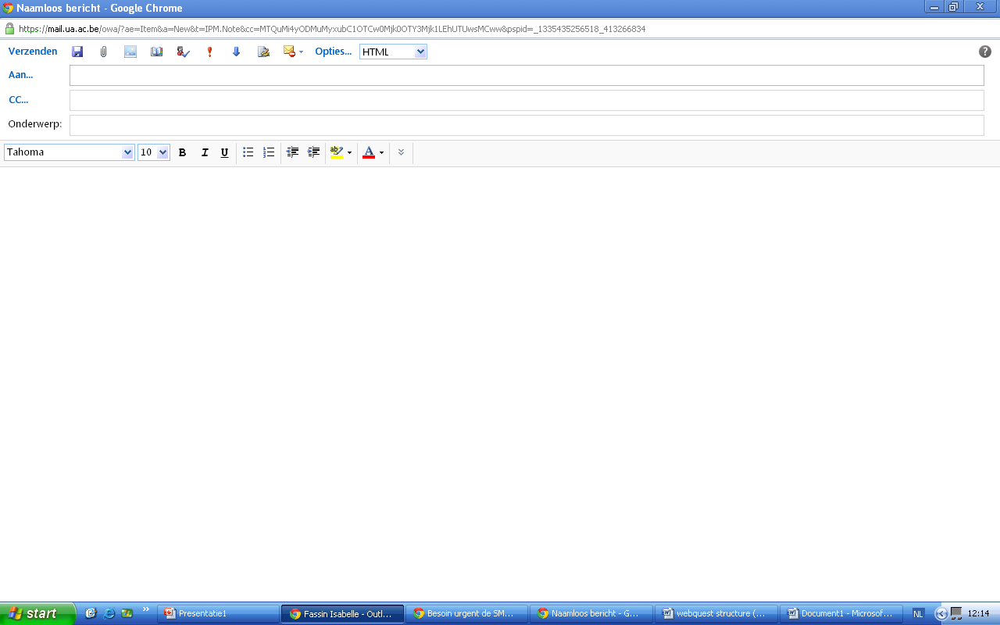 Naamloos bericht - Google Chrome
https://mail.ua.ac.be/owa/?ae=Item&a=New&t=IPM.Note&cc=MTQuMi4yODMuMyxubC1OTCw0Mjk0OTY3Mjk1LEhUTUwsMCww&pspid=_1335435256518_413266834
Verzenden Opties... HTML
Aan...
CC...
Onderwerp:
Tahoma 10 B I U ab A
start Presentatie1 Fassin Isabelle - Outl... Besoin urgent de SM... Naamloos bericht - G... webquest structure (... Document1 - Microsof... NL 12:14